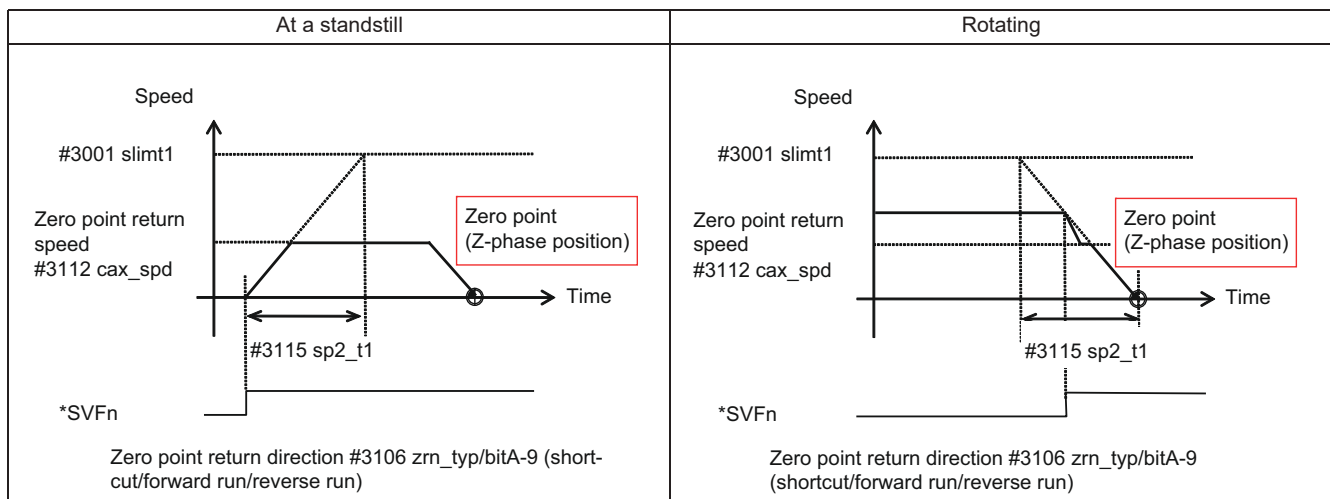 At a standstill
Rotating
Speed
#3001 slimt1
Zero point return
speed
#3112 cax_spd
Zero point
(Z-phase position)
Time
#3115 sp2_t1
*SVFn
Zero point return direction #3106 zrn_typ/bitA-9 (short-
cut/forward run/reverse run)
Speed
#3001 slimt1
Zero point return
speed
#3112 cax_spd
Zero point
(Z-phase position)
Time
#3115 sp2_t1
*SVFn
Zero point return direction #3106 zrn_typ/bitA-9
(shortcut/forward run/reverse run)